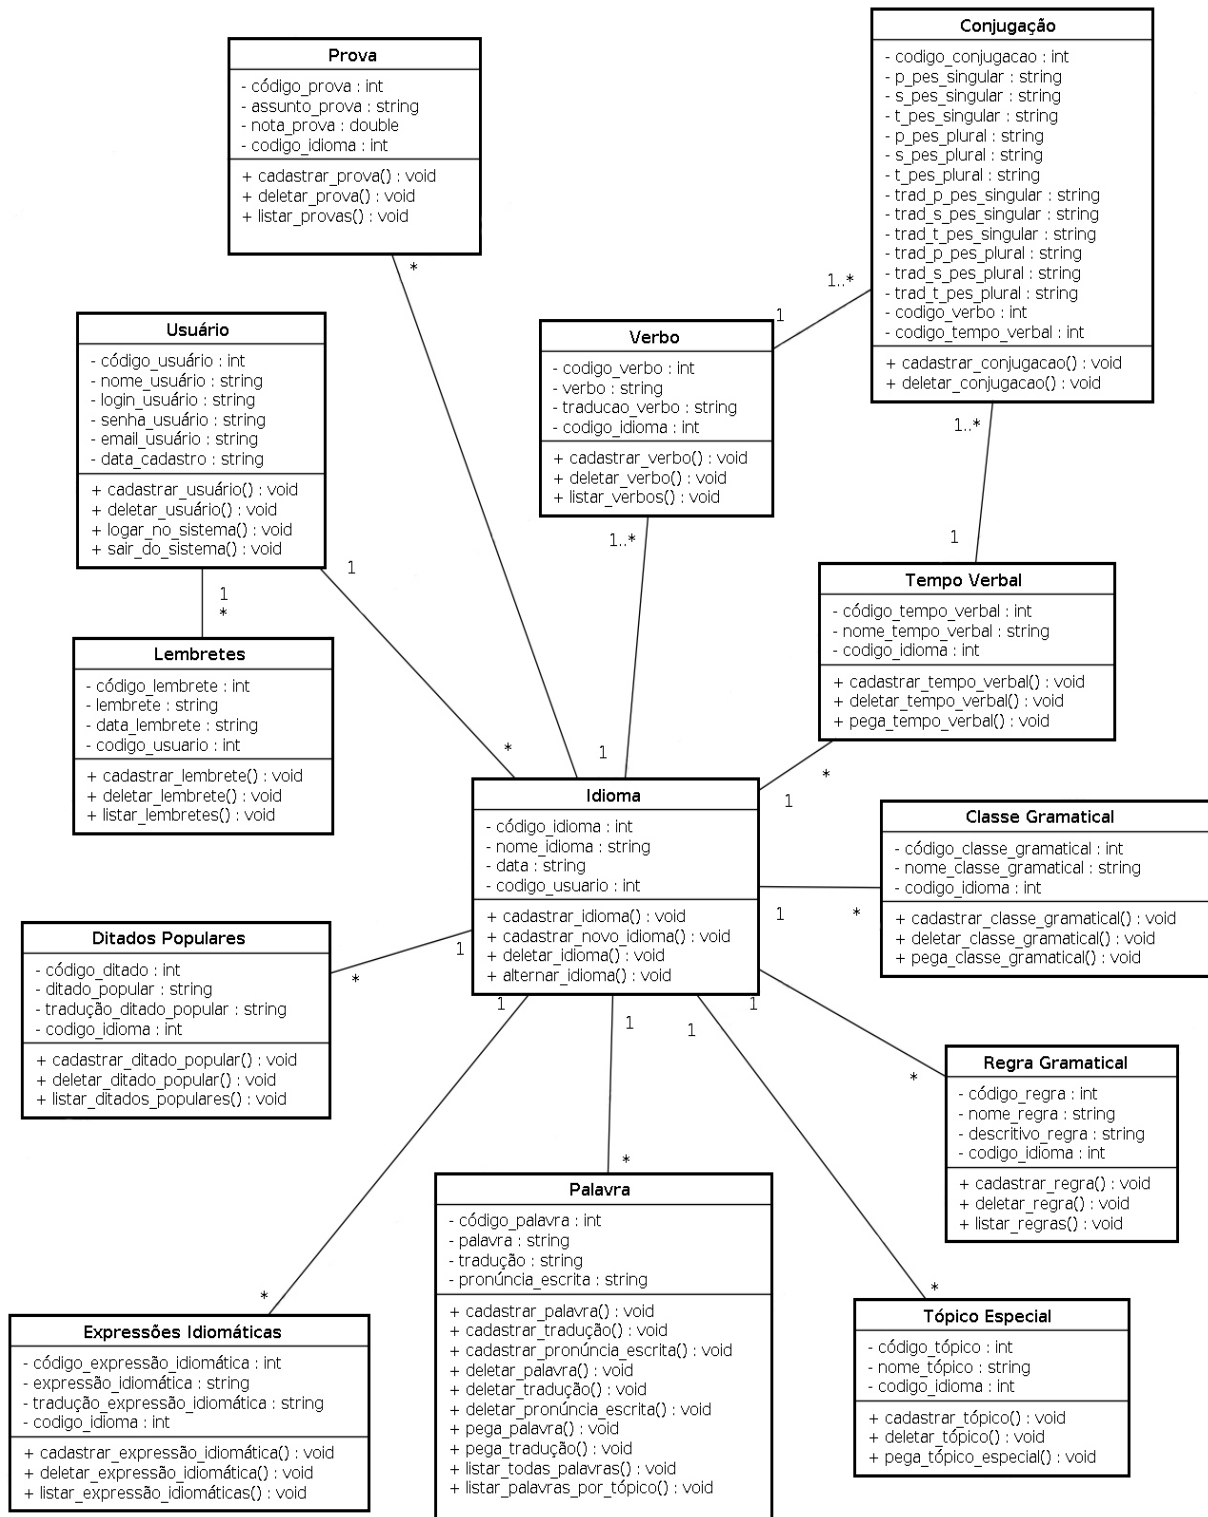 Conjugação
- codigo_conjugacao : int
- p_pes_singular : string
- s_pes_singular : string
- t_pes_singular : string
- p_pes_plural : string
- s_pes_plural : string
- t_pes_plural : string
- trad_p_pes_singular : string
- trad_s_pes_singular : string
- trad_t_pes_singular : string
- trad_p_pes_plural : string
- trad_s_pes_plural : string
- trad_t_pes_plural : string
- codigo_verbo : int
- codigo_tempo_verbal : int
+ cadastrar_conjugacao() : void
+ deletar_conjugacao() : void
Prova
- código_prova : int
- assunto_prova : string
- nota_prova : double
- codigo_idioma : int
+ cadastrar_prova() : void
+ deletar_prova() : void
+ listar_provas() : void
*
1..*
1
Usuário
- código_usuário : int
- nome_usuário : string
- login_usuário : string
- senha_usuário : string
- email_usuário : string
- data_cadastro : string
+ cadastrar_usuário() : void
+ deletar_usuário() : void
+ logar_no_sistema() : void
+ sair_do_sistema() : void
Verbo
- codigo_verbo : int
- verbo : string
- traducao_verbo : string
- codigo_idioma : int
+ cadastrar_verbo() : void
+ deletar_verbo() : void
+ listar_verbos() : void
1..*
1..*
1
1
1
*
Tempo Verbal
- código_tempo_verbal : int
- nome_tempo_verbal : string
- codigo_idioma : int
+ cadastrar_tempo_verbal() : void
+ deletar_tempo_verbal() : void
+ pega_tempo_verbal() : void
Lembretes
- código_lembrete : int
- lembrete : string
- data_lembrete : string
- codigo_usuario : int
+ cadastrar_lembrete() : void
+ deletar_lembrete() : void
+ listar_lembretes() : void
*
1
*
1
Idioma
- código_idioma : int
- nome_idioma : string
- data : string
- codigo_usuario : int
+ cadastrar_idioma() : void
+ cadastrar_novo_idioma() : void
+ deletar_idioma() : void
+ alternar_idioma() : void
Classe Gramatical
- código_classe_gramatical : int
- nome_classe_gramatical : string
- codigo_idioma : int
+ cadastrar_classe_gramatical() : void
+ deletar_classe_gramatical() : void
+ pega_classe_gramatical() : void
1
*
Ditados Populares
- código_ditado : int
- ditado_popular : string
- tradução_ditado_popular : string
- codigo_idioma : int
+ cadastrar_ditado_popular() : void
+ deletar_ditado_popular() : void
+ listar_ditados_populares() : void
1
*
1
1
1
1
Regra Gramatical
- código_regra : int
- nome_regra : string
- descritivo_regra : string
- codigo_idioma : int
+ cadastrar_regra() : void
+ deletar_regra() : void
+ listar_regras() : void
*
*
Palavra
- código_palavra : int
- palavra : string
- tradução : string
- pronúncia_escrita : string
+ cadastrar_palavra() : void
+ cadastrar_tradução() : void
+ cadastrar_pronúncia_escrita() : void
+ deletar_palavra() : void
+ deletar_tradução() : void
+ deletar_pronúncia_escrita() : void
+ pega_palavra() : void
+ pega_tradução() : void
+ listar_todas_palavras() : void
+ listar_palavras_por_tópico() : void
*
*
Expressões Idiomáticas
- código_expressão_idiomática : int
- expressão_idiomática : string
- tradução_expressão_idiomática : string
- codigo_idioma : int
+ cadastrar_expressão_idiomática() : void
+ deletar_expressão_idiomática() : void
+ listar_expressão_idiomáticas() : void
Tópico Especial
- código_tópico : int
- nome_tópico : string
- codigo_idioma : int
+ cadastrar_tópico() : void
+ deletar_tópico() : void
+ pega_tópico_especial() : void